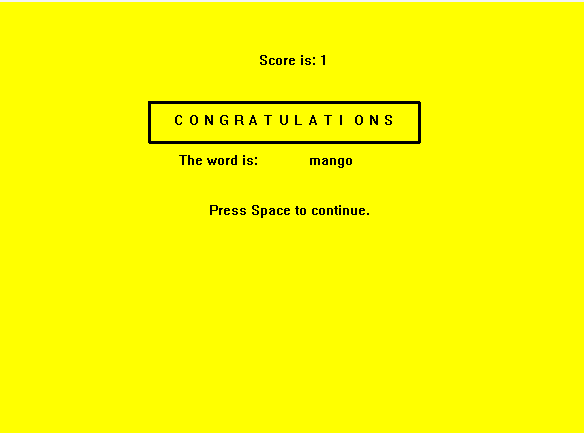 Score is: 1
C O N G R A T U L A T I O N S
The word is: mango
Press Space to continue.